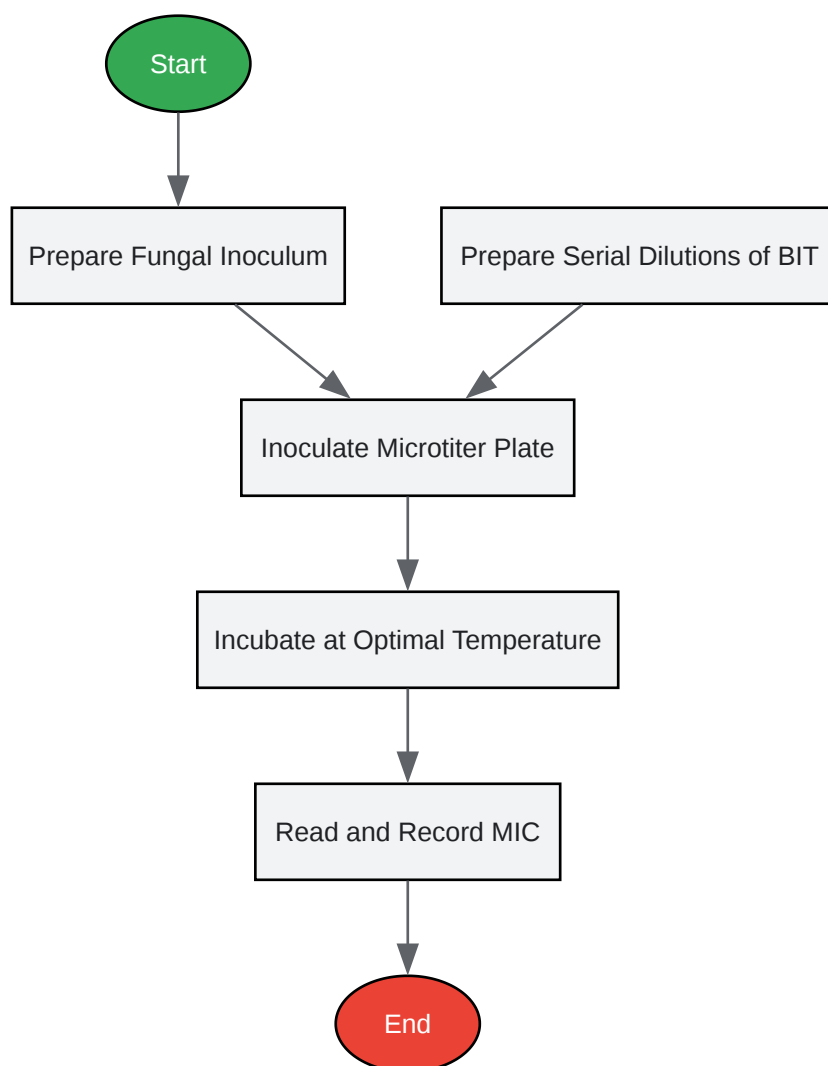 Start
Prepare Fungal Inoculum
Prepare Serial Dilutions of BIT
Inoculate Microtiter Plate
Incubate at Optimal Temperature
Read and Record MIC
End